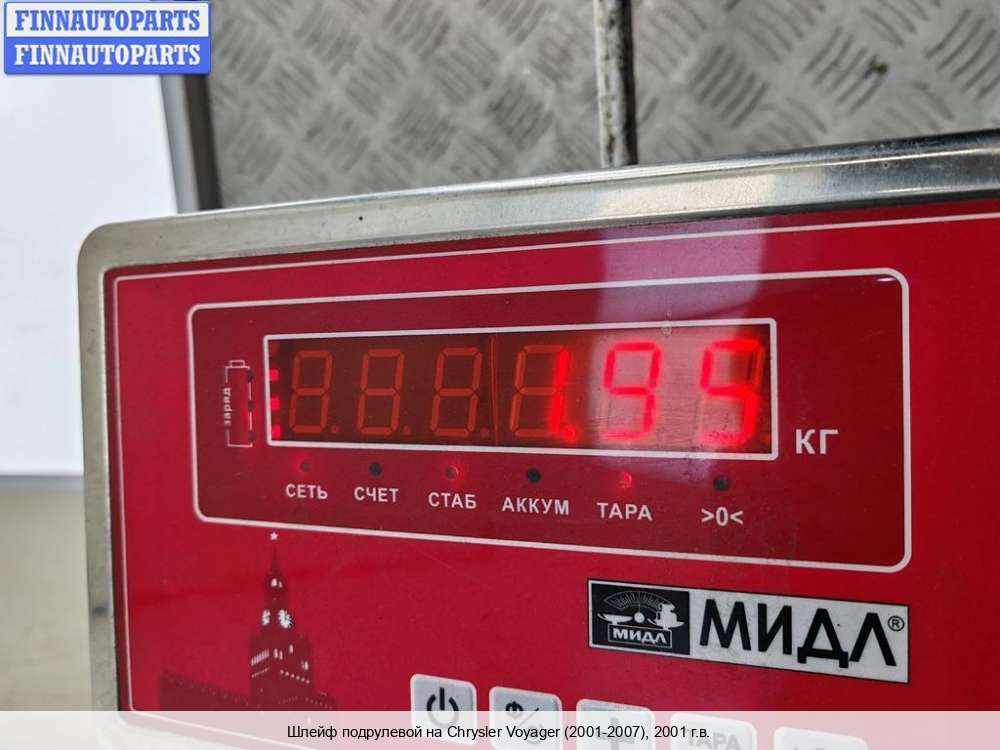 FINNAUTOPARTS
FINNAUTOPARTS
заряд
1.95
КГ
СЕТЬ СЧЕТ СТАБ АККУМ ТАРА >0<
МИДЛ МИДЛ®
ТАРА
Шлейф подрулевой на Chrysler Voyager (2001-2007), 2001 г.в.